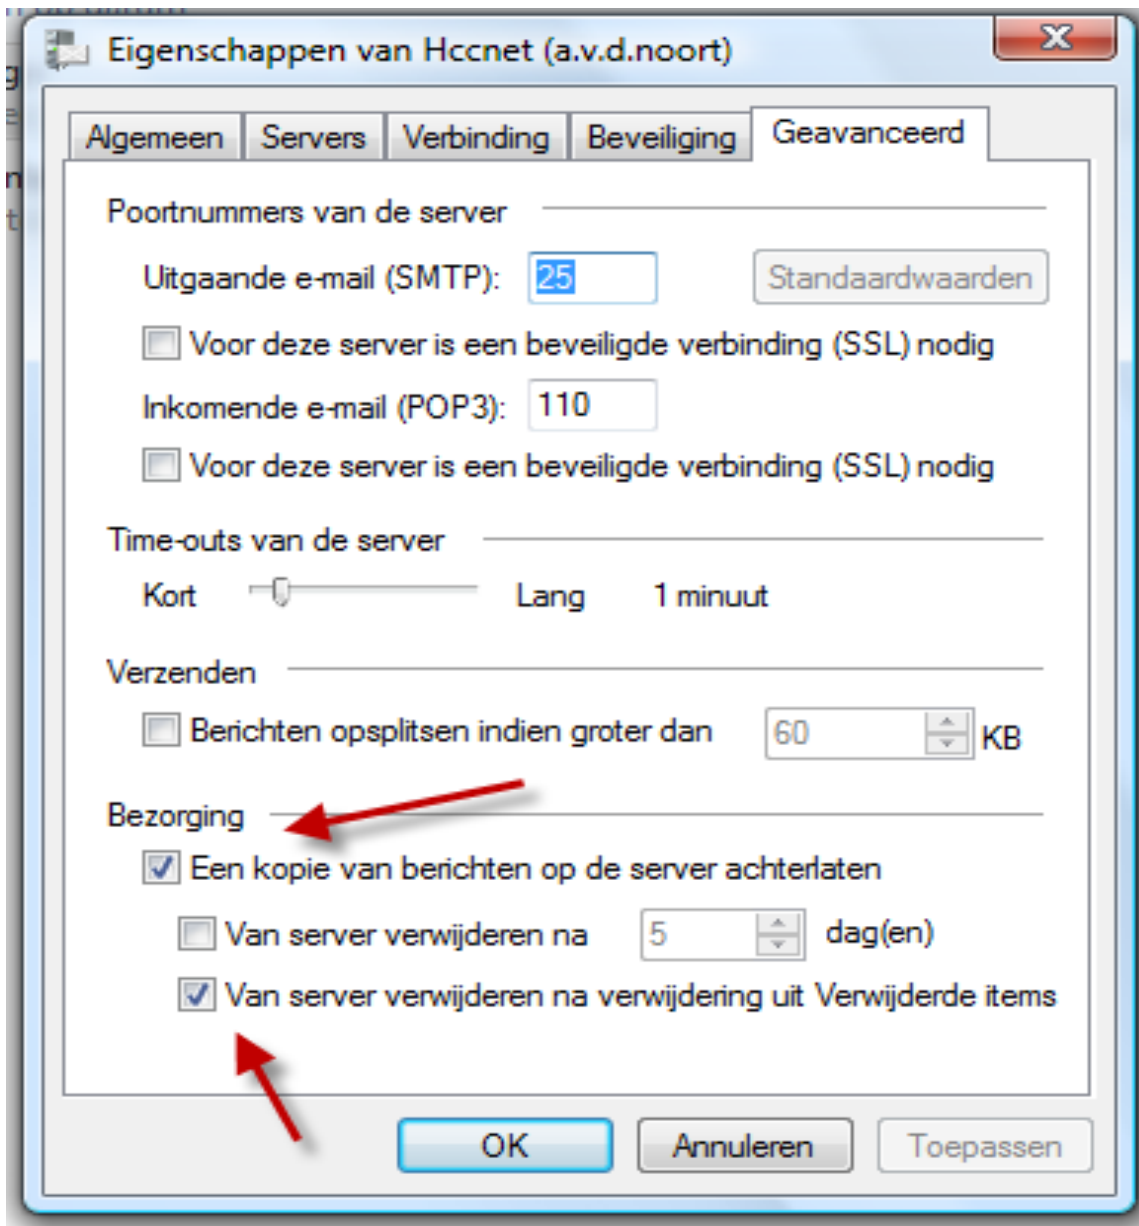 Eigenschappen van Hccnet (a.v.d.noort)
Algemeen Servers Verbinding Beveiliging Geavanceerd
Poortnummers van de server
Uitgaande e-mail (SMTP): 25 Standaardwaarden
Voor deze server is een beveiligde verbinding (SSL) nodig
Inkomende e-mail (POP3): 110
Voor deze server is een beveiligde verbinding (SSL) nodig
Time-outs van de server
Kort Lang 1 minuut
Verzenden
Berichten opsplitsen indien groter dan 60 KB
Bezorging
Een kopie van berichten op de server achterlaten
Van server verwijderen na 5 dag(en)
Van server verwijderen na verwijdering uit Verwijderde items
OK Annuleren Toepassen